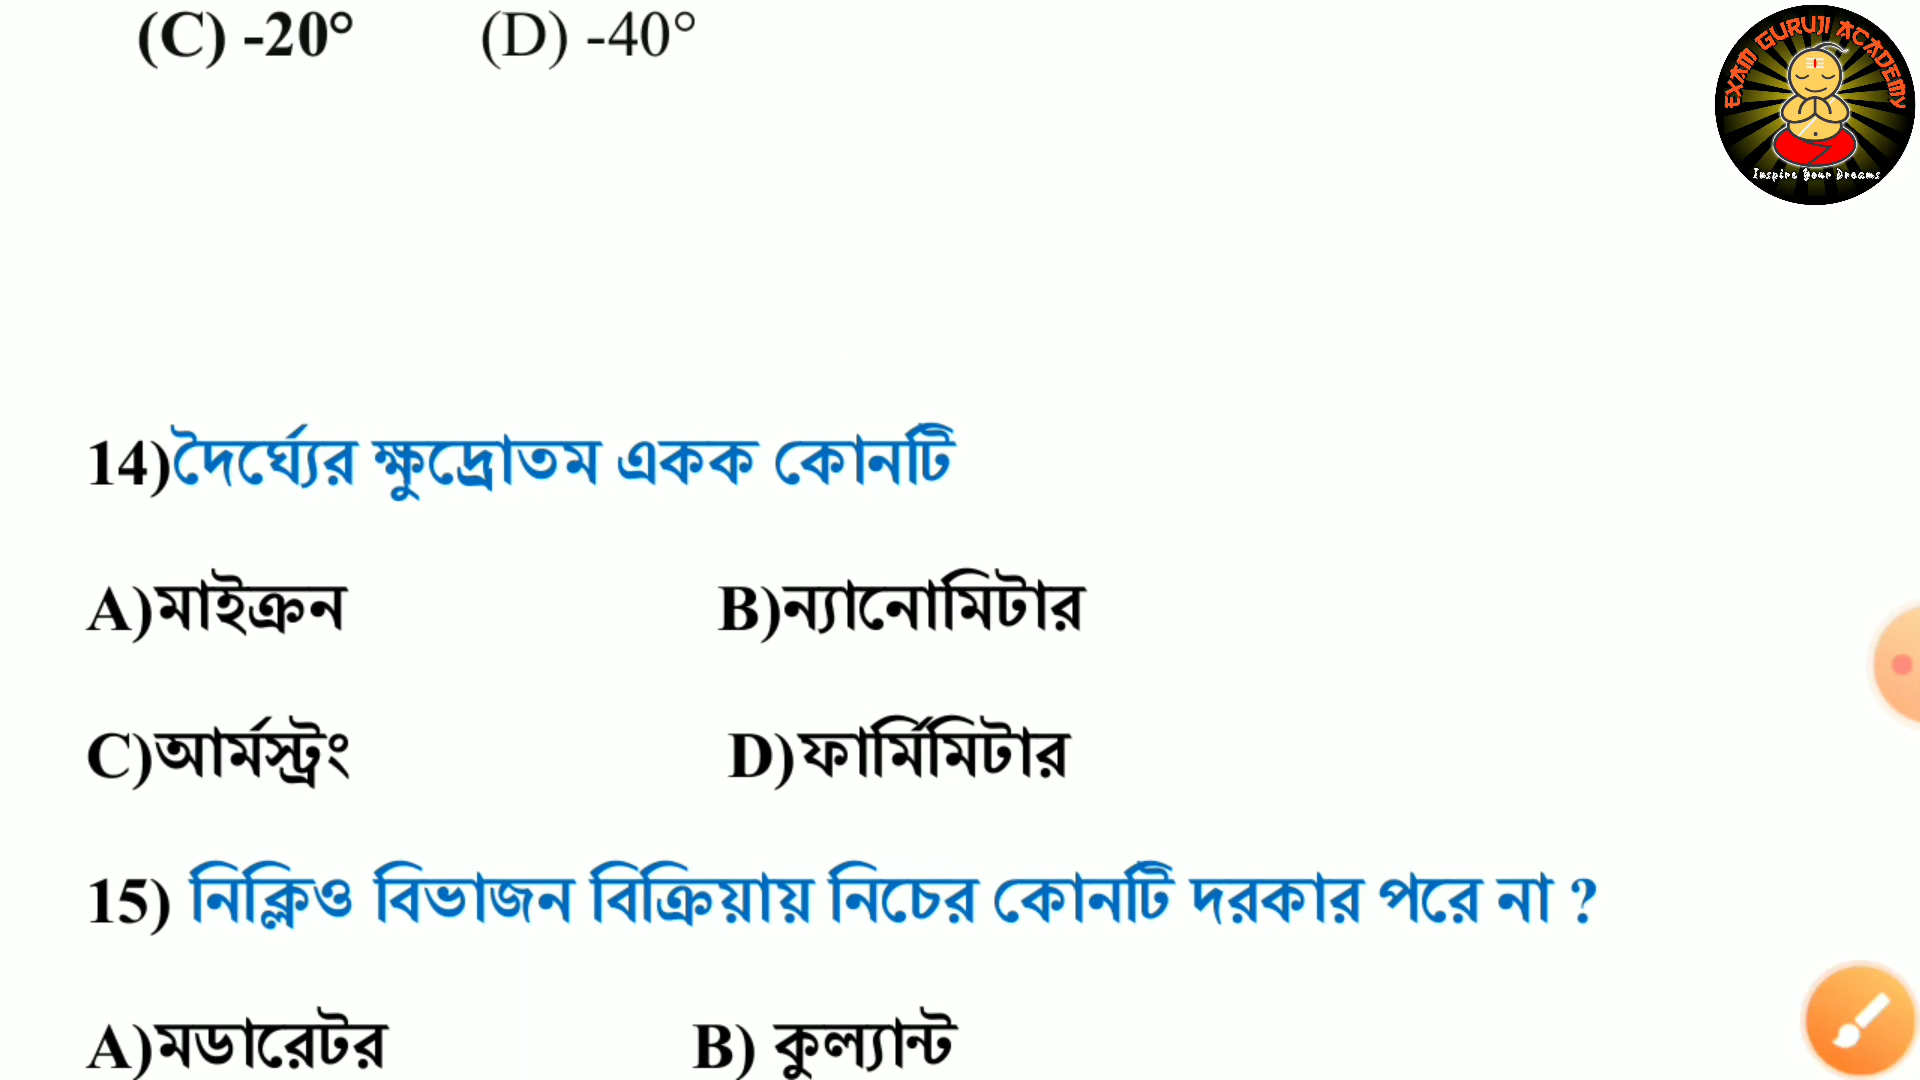 (C) -20° (D) -40°
EXAM GURUJI ACADEMY
Inspire Your Dreams
14)দৈর্ঘ্যের ক্ষুদ্রোতম একক কোনটি
A)মাইক্রন B)ন্যানোমিটার
C)আর্মস্ট্রং D)ফার্মিমিটার
15) নিক্লিও বিভাজন বিক্রিয়ায় নিচের কোনটি দরকার পরে না ?
A)মডারেটর B) কুল্যান্ট